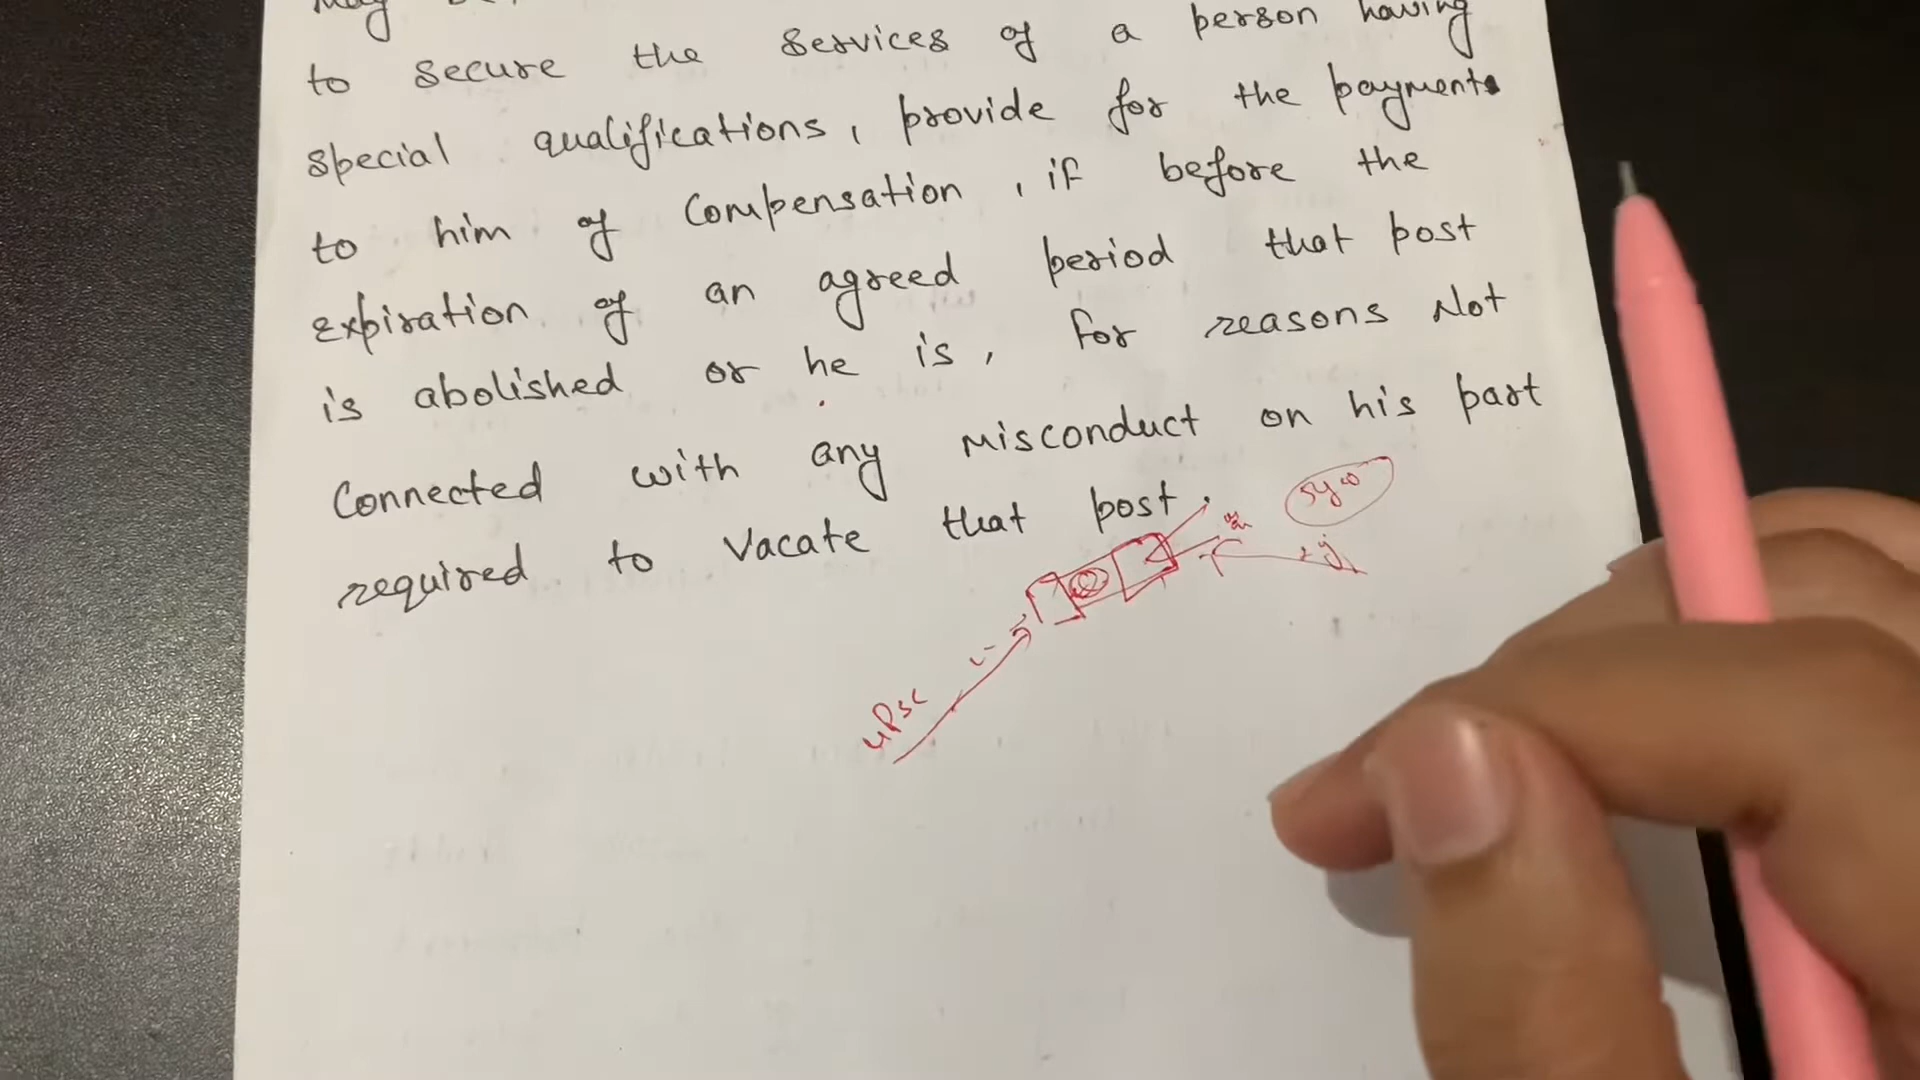 May
to secure the services of a person having
special qualifications, provide for the payments
to him of compensation, if before the
expiration of an agreed period that post
is abolished or he is, for reasons Not
Connected with any misconduct on his part
required to vacate that post.
UPSC